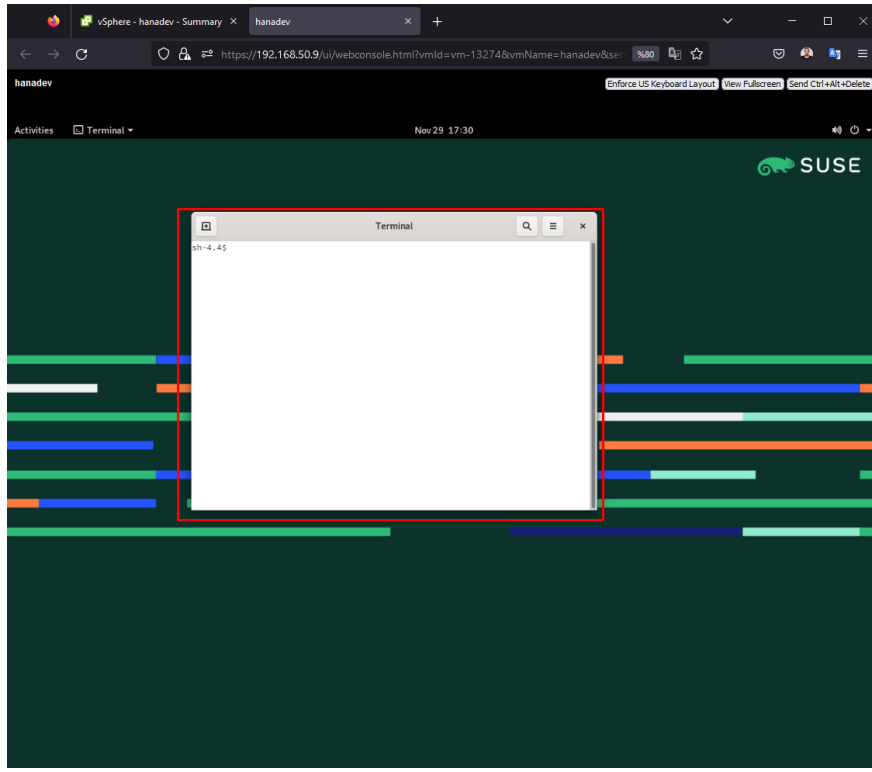 vSphere - hanadev - Summary
hanadev
https://192.168.50.9/ui/webconsole.html?vmId=vm-13274&vmName=hanadev&ser
%80
hanadev
Enforce US Keyboard Layout View Fullscreen Send Ctrl+Alt+Delete
Activities Terminal Nov 29 17:30
SUSE
Terminal
sh-4.4$